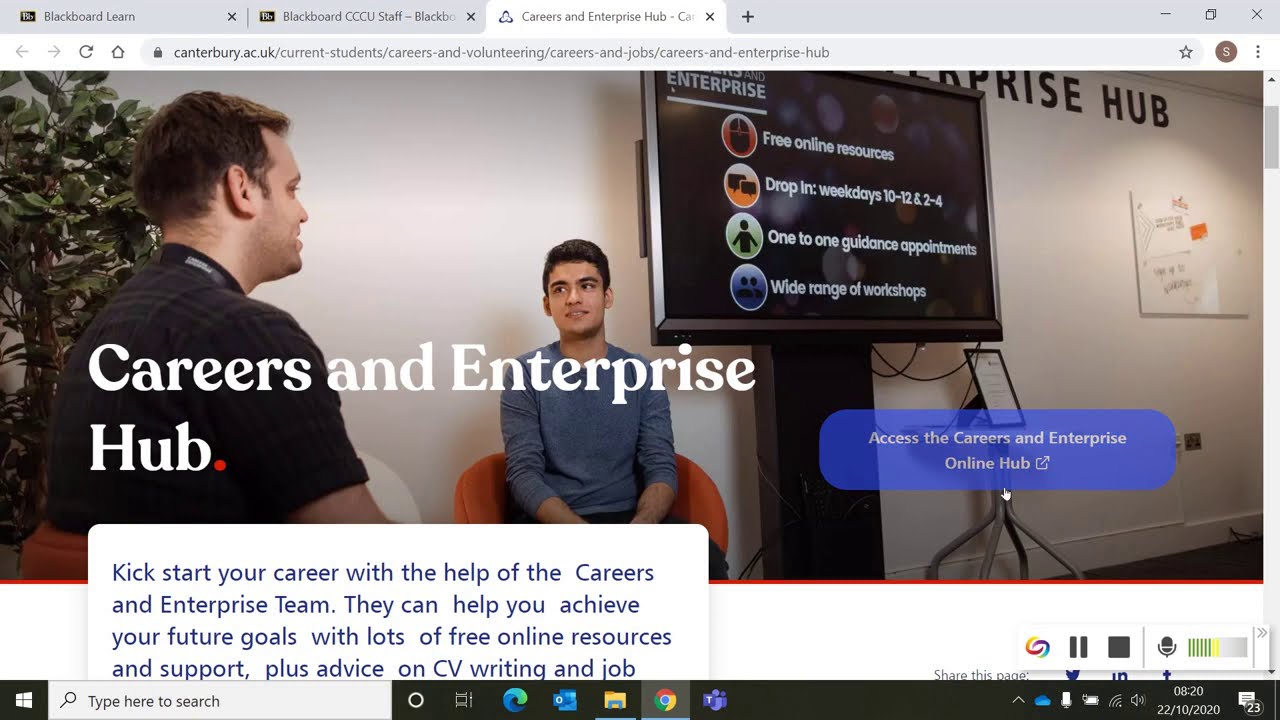 Blackboard Learn
Blackboard CCCU Staff – Blackbo
Careers and Enterprise Hub - Car
canterbury.ac.uk/current-students/careers-and-volunteering/careers-and-jobs/careers-and-enterprise-hub
S
ENTERPRISE
AND
ENTERPRISE HUB
Free online resources
Drop In: weekdays 10-12 & 2-4
One to one guidance appointments
Wide range of workshops
Careers and Enterprise
Hub.
Access the Careers and Enterprise
Online Hub
Kick start your career with the help of the Careers
and Enterprise Team. They can help you achieve
your future goals with lots of free online resources
and support, plus advice on CV writing and job
Share this page:
Type here to search
08:20
22/10/2020
23